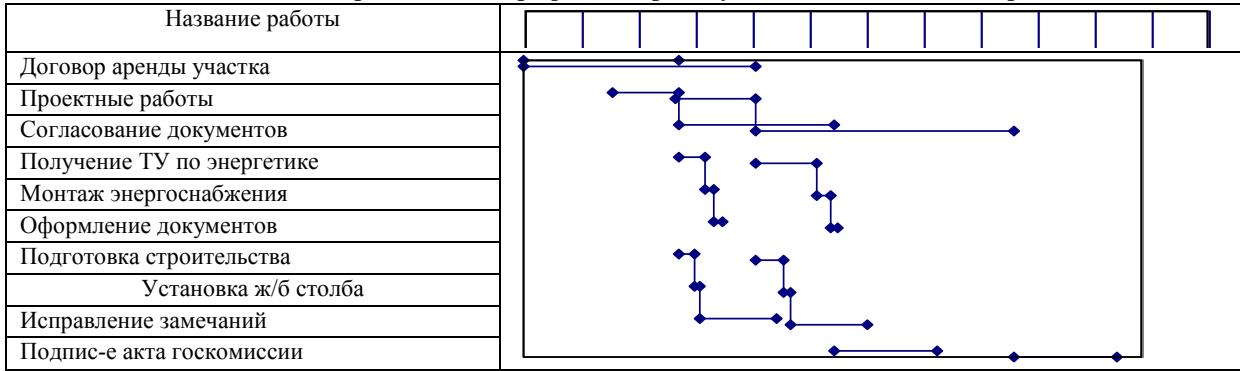 Название работы
Договор аренды участка
Проектные работы
Согласование документов
Получение ТУ по энергетике
Монтаж энергоснабжения
Оформление документов
Подготовка строительства
Установка ж/б столба
Исправление замечаний
Подпис-е акта госкомиссии